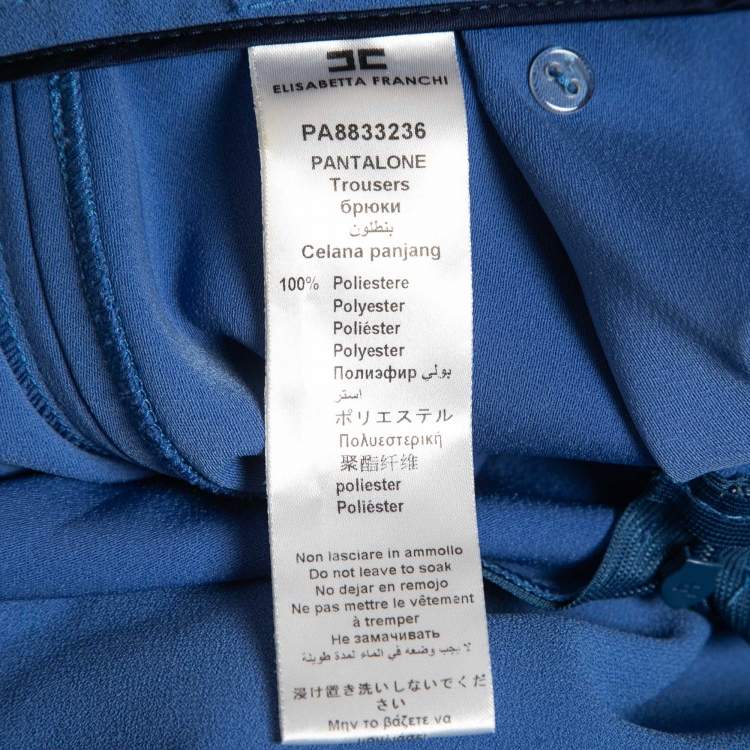 ELISABETTA FRANCHI
PA8833236
PANTALONE
Trousers
брюки
بنطلون
Celana panjang
100% Poliestere
Polyester
Poliéster
Polyester
Полиэфир بولي
استر
ポリエステル
Πολυεστερική
聚酯纤维
poliester
Poliéster
Non lasciare in ammollo
Do not leave to soak
No dejar en remojo
Ne pas mettre le vêtement
à tremper
Не замачивать
لا يجب وضعه في الماء لمدة طويلة
浸け置き洗いしないでくだ
さい
Μην το βάζετε να